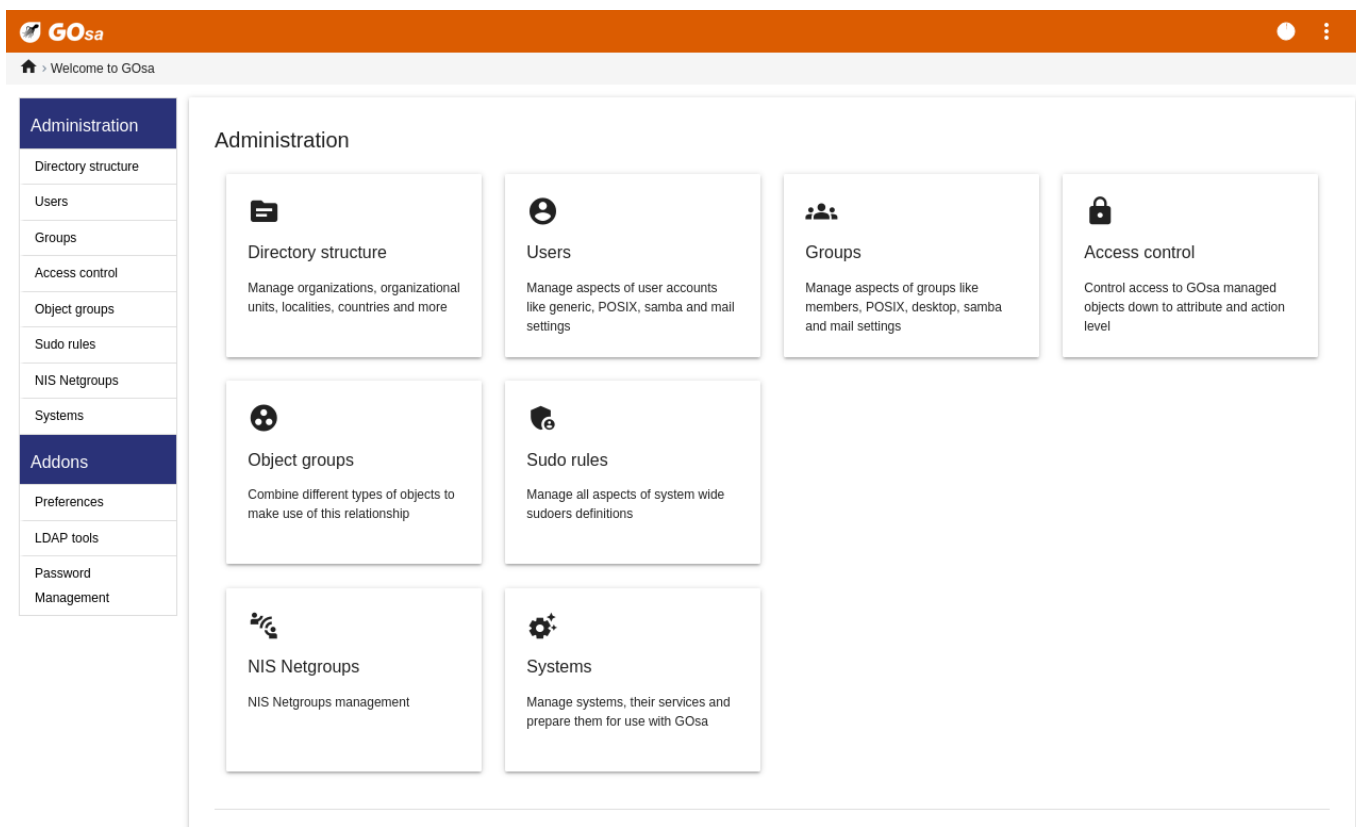 GOsa
› Welcome to GOsa
Administration
Directory structure
Users
Groups
Access control
Object groups
Sudo rules
NIS Netgroups
Systems
Addons
Preferences
LDAP tools
Password
Management
Administration
Directory structure
Manage organizations, organizational
units, localities, countries and more
Users
Manage aspects of user accounts
like generic, POSIX, samba and mail
settings
Groups
Manage aspects of groups like
members, POSIX, desktop, samba
and mail settings
Access control
Control access to GOsa managed
objects down to attribute and action
level
Object groups
Combine different types of objects to
make use of this relationship
Sudo rules
Manage all aspects of system wide
sudoers definitions
NIS Netgroups
NIS Netgroups management
Systems
Manage systems, their services and
prepare them for use with GOsa